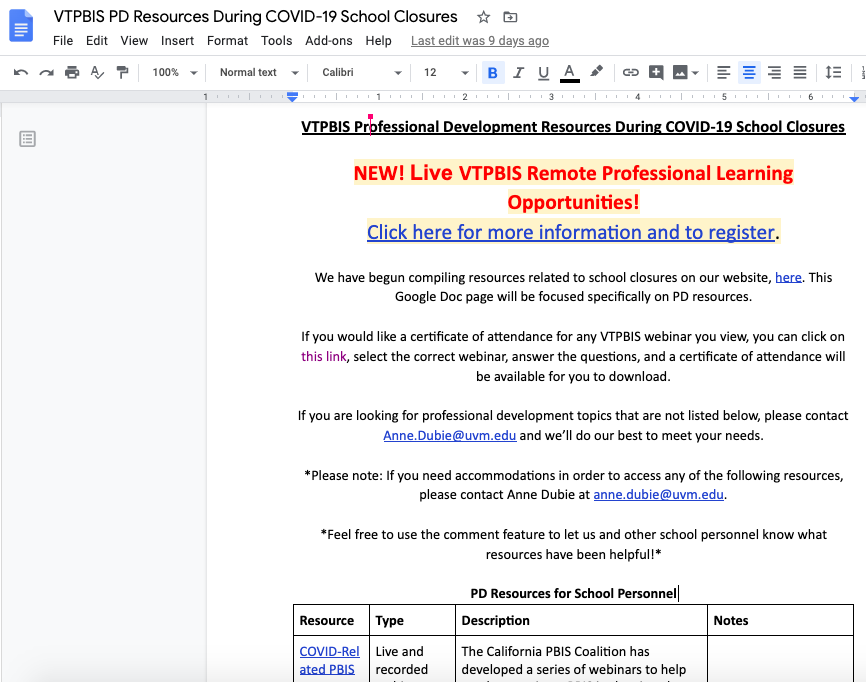 VTPBIS PD Resources During COVID-19 School Closures
File Edit View Insert Format Tools Add-ons Help Last edit was 9 days ago
100% Normal text Calibri 12 B I U A
1 1 2 3 4 5 6
VTPBIS Professional Development Resources During COVID-19 School Closures
NEW! Live VTPBIS Remote Professional Learning
Opportunities!
Click here for more information and to register.
We have begun compiling resources related to school closures on our website, here. This
Google Doc page will be focused specifically on PD resources.
If you would like a certificate of attendance for any VTPBIS webinar you view, you can click on
this link, select the correct webinar, answer the questions, and a certificate of attendance will
be available for you to download.
If you are looking for professional development topics that are not listed below, please contact
Anne.Dubie@uvm.edu and we'll do our best to meet your needs.
*Please note: If you need accommodations in order to access any of the following resources,
please contact Anne Dubie at anne.dubie@uvm.edu.
*Feel free to use the comment feature to let us and other school personnel know what
resources have been helpful!*
PD Resources for School Personnel
Resource Type Description Notes
COVID-Rel Live and The California PBIS Coalition has
ated PBIS recorded developed a series of webinars to help